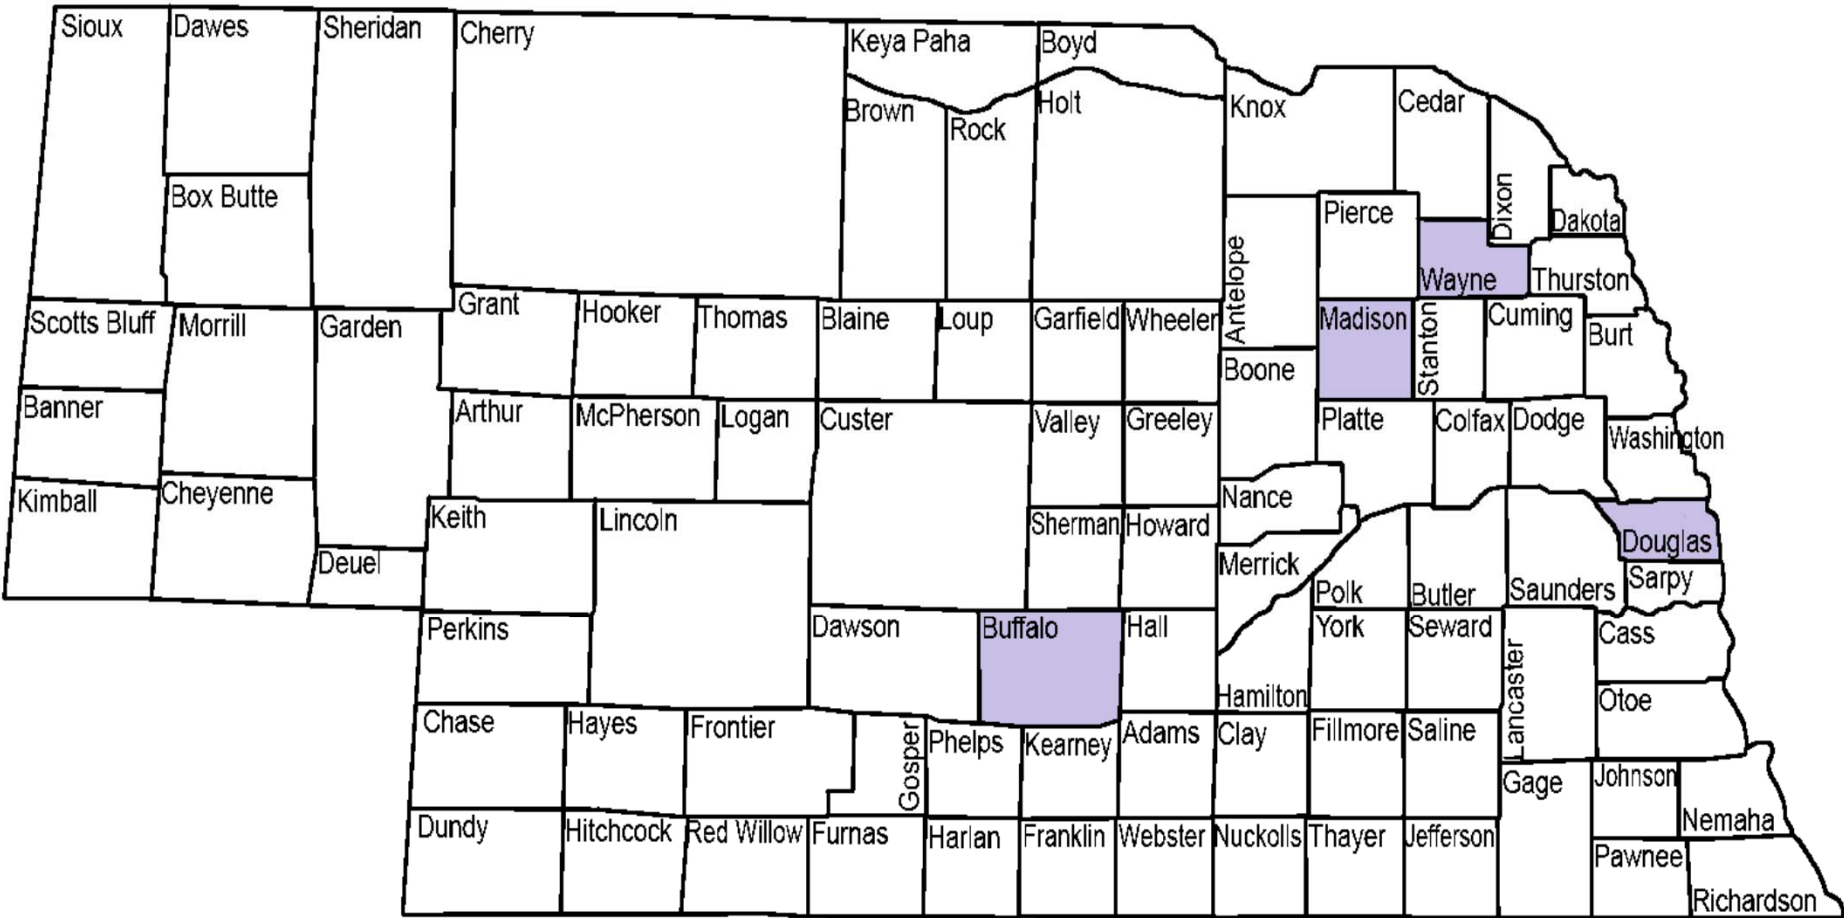 Sioux
Dawes
Sheridan
Cherry
Keya Paha
Boyd
Brown
Rock
Holt
Knox
Cedar
Dixon
Dakota
Box Butte
Pierce
Antelope
Wayne
Thurston
Scotts Bluff
Morrill
Garden
Grant
Hooker
Thomas
Blaine
Loup
Garfield
Wheeler
Madison
Stanton
Cuming
Burt
Boone
Banner
Arthur
McPherson
Logan
Custer
Valley
Greeley
Platte
Colfax
Dodge
Washington
Kimball
Cheyenne
Keith
Lincoln
Nance
Sherman
Howard
Douglas
Deuel
Merrick
Polk
Butler
Saunders
Sarpy
Perkins
Dawson
Buffalo
Hall
Hamilton
York
Seward
Lancaster
Cass
Otoe
Chase
Hayes
Frontier
Gosper
Phelps
Kearney
Adams
Clay
Fillmore
Saline
Gage
Johnson
Nemaha
Dundy
Hitchcock
Red Willow
Furnas
Harlan
Franklin
Webster
Nuckolls
Thayer
Jefferson
Pawnee
Richardson